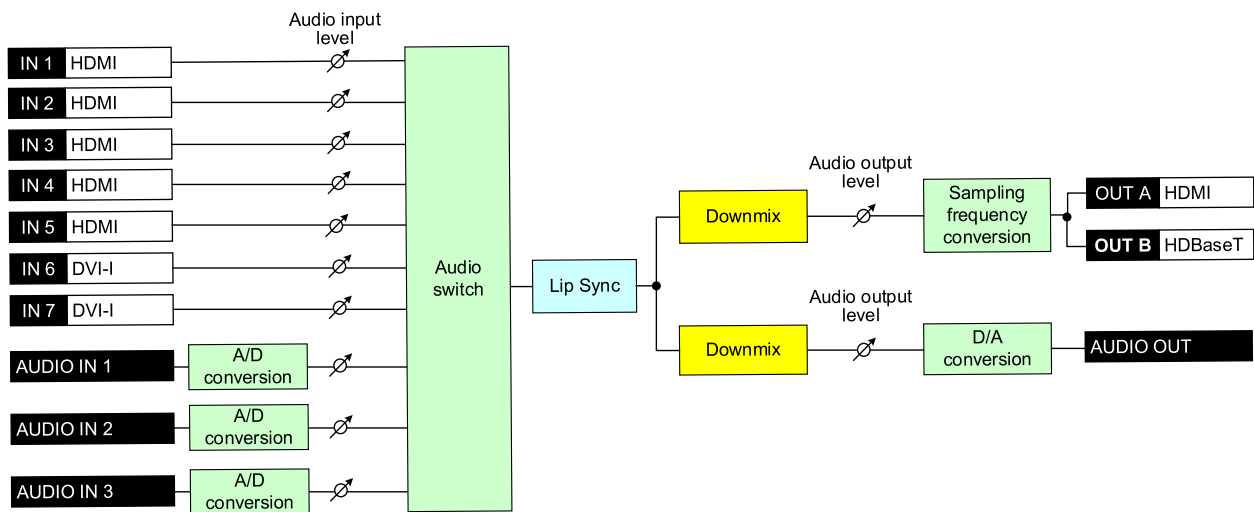 Audio input
level
IN 1 HDMI
IN 2 HDMI
IN 3 HDMI
IN 4 HDMI
IN 5 HDMI
IN 6 DVI-I
IN 7 DVI-I
AUDIO IN 1
A/D
conversion
AUDIO IN 2
A/D
conversion
AUDIO IN 3
A/D
conversion
Audio
switch
Lip Sync
Downmix
Audio output
level
Sampling
frequency
conversion
OUT A HDMI
OUT B HDBaseT
Downmix
Audio output
level
D/A
conversion
AUDIO OUT